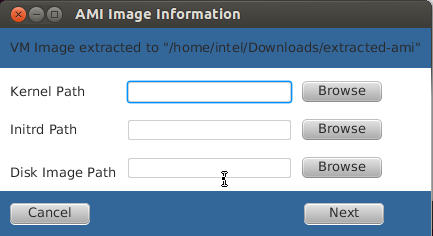 AMI Image Information
VM Image extracted to "/home/intel/Downloads/extracted-ami"
Kernel Path Browse
Initrd Path Browse
Disk Image Path Browse
Cancel Next